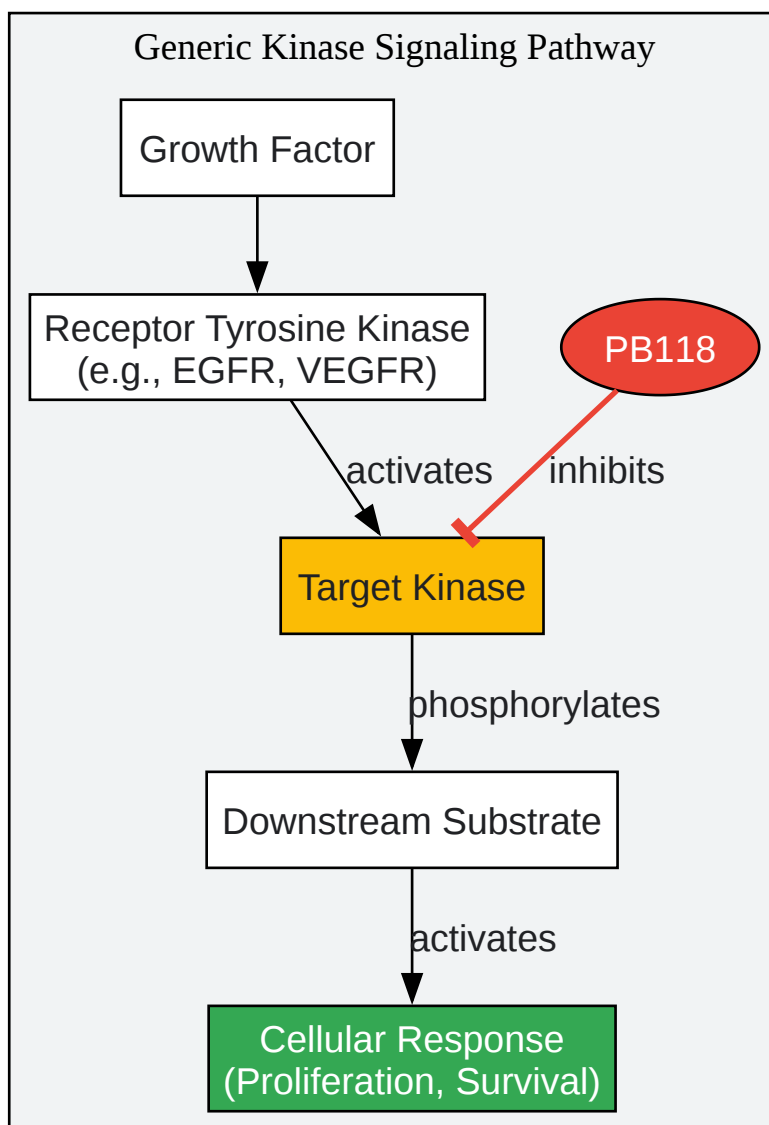 Generic Kinase Signaling Pathway
Growth Factor
Receptor Tyrosine Kinase
(e.g., EGFR, VEGFR)
PB118
activates
inhibits
Target Kinase
phosphorylates
Downstream Substrate
activates
Cellular Response
(Proliferation, Survival)